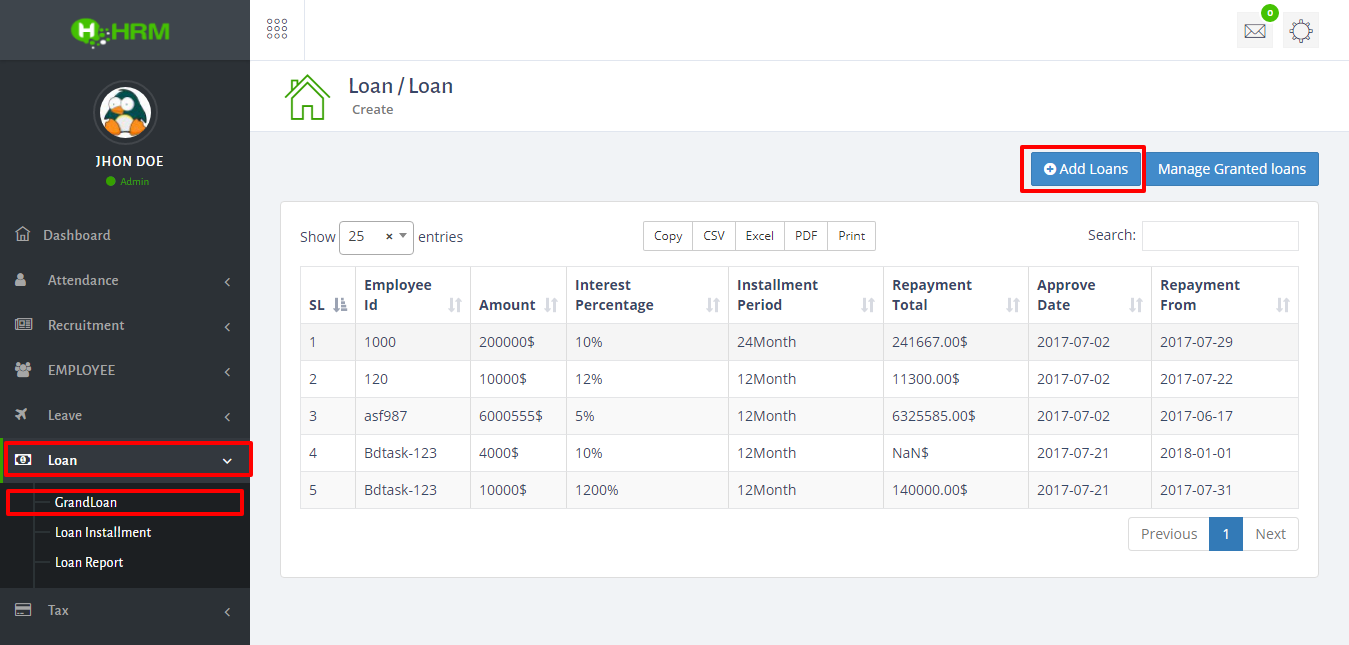 HRM
0
JHON DOE
Admin
Dashboard
Attendance
Recruitment
EMPLOYEE
Leave
Loan
GrandLoan
Loan Installment
Loan Report
Tax
Loan / Loan
Create
Add Loans Manage Granted loans
Show 25 × entries Copy CSV Excel PDF Print Search:
SL Employee Id Amount Interest Percentage Installment Period Repayment Total Approve Date Repayment From
1 1000 200000$ 10% 24Month 241667.00$ 2017-07-02 2017-07-29
2 120 10000$ 12% 12Month 11300.00$ 2017-07-02 2017-07-22
3 asf987 6000555$ 5% 12Month 6325585.00$ 2017-07-02 2017-06-17
4 Bdtask-123 4000$ 10% 12Month NaN$ 2017-07-21 2018-01-01
5 Bdtask-123 10000$ 1200% 12Month 140000.00$ 2017-07-21 2017-07-31
Previous 1 Next